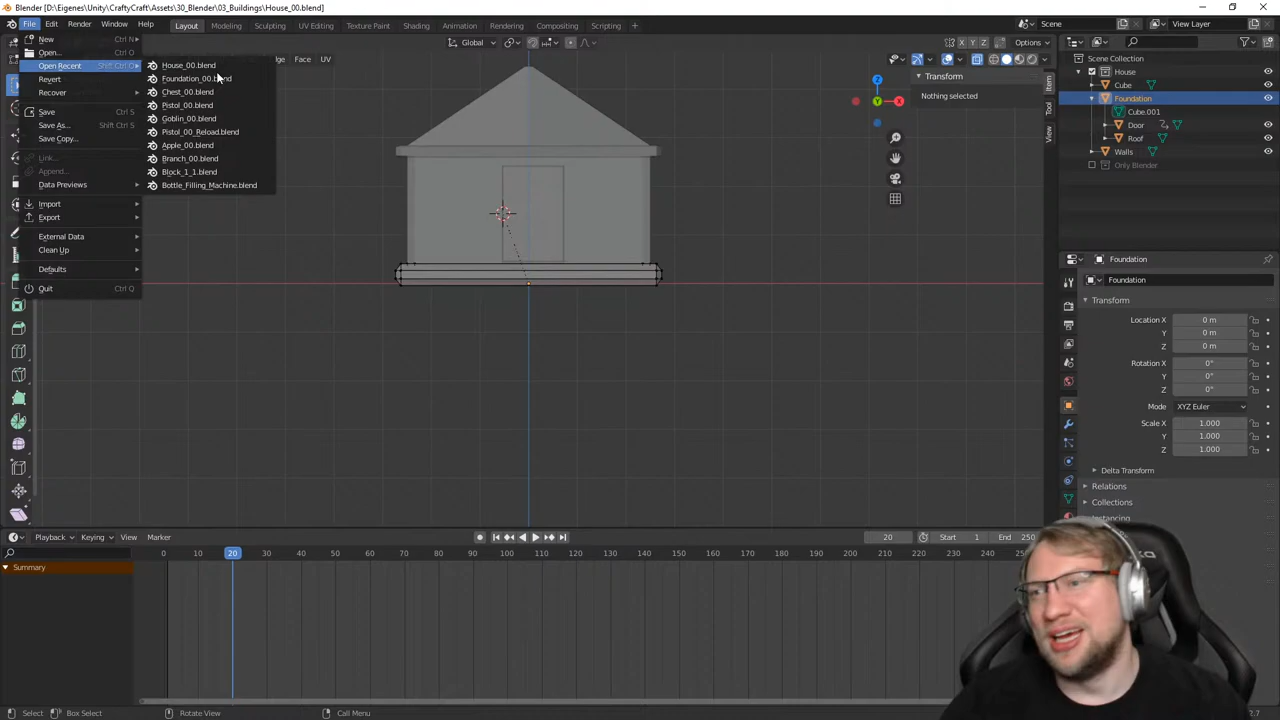 Blender [D:\Eigenes\Unity\CraftyCraft\Assets\30_Blender\03_Buildings\House_00.blend]
File Edit Render Window Help
Layout Modeling Sculpting UV Editing Texture Paint Shading Animation Rendering Compositing Scripting
Scene
View Layer
New Ctrl N
Open... Ctrl O
Open Recent Shift Ctrl O
Revert
Recover
Save Ctrl S
Save As... Shift Ctrl S
Save Copy...
Link...
Append...
Data Previews
Import
Export
External Data
Clean Up
Defaults
Quit Ctrl Q
House_00.blend
Foundation_00.blend
Chest_00.blend
Pistol_00.blend
Goblin_00.blend
Pistol_00_Reload.blend
Apple_00.blend
Branch_00.blend
Block_1_1.blend
Bottle_Filling_Machine.blend
Global
X Y Z
Options
Face UV
Z
Y
X
Transform
Nothing selected
Item
Tool
View
Scene Collection
House
Cube
Foundation
Cube.001
Door
Roof
Walls
Only Blender
Foundation
Foundation
Transform
Location X 0 m
Y 0 m
Z 0 m
Rotation X 0°
Y 0°
Z 0°
Mode XYZ Euler
Scale X 1.000
Y 1.000
Z 1.000
Delta Transform
Relations
Collections
Instancing
Playback Keying View Marker
20 Start 1 End 250
0 10 20 30 40 50 60 70 80 90 100 110 120 130 140 150 160 170 180 190 200 210 220 230 240
Summary
Select Box Select Rotate View Call Menu
2.7